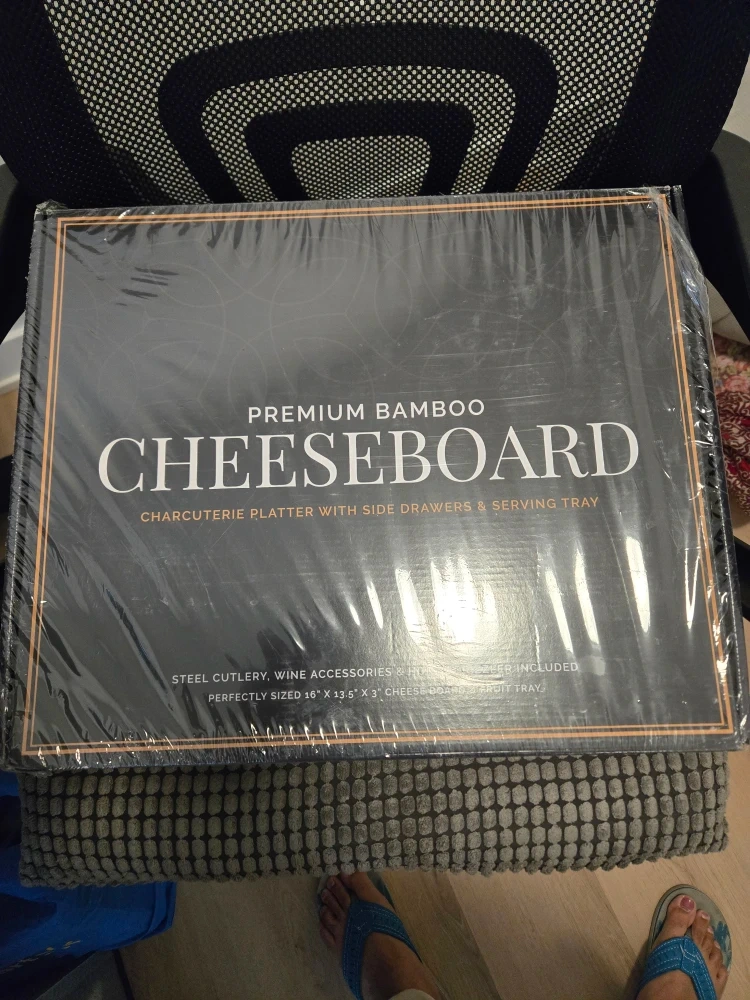 PREMIUM BAMBOO
CHEESEBOARD
CHARCUTERIE PLATTER WITH SIDE DRAWERS & SERVING TRAY
STEEL CUTLERY, WINE ACCESSORIES & INCLUDED
PERFECTLY SIZED 16" X 13.5" X 3" CHEESE BOARD & FRUIT TRAY